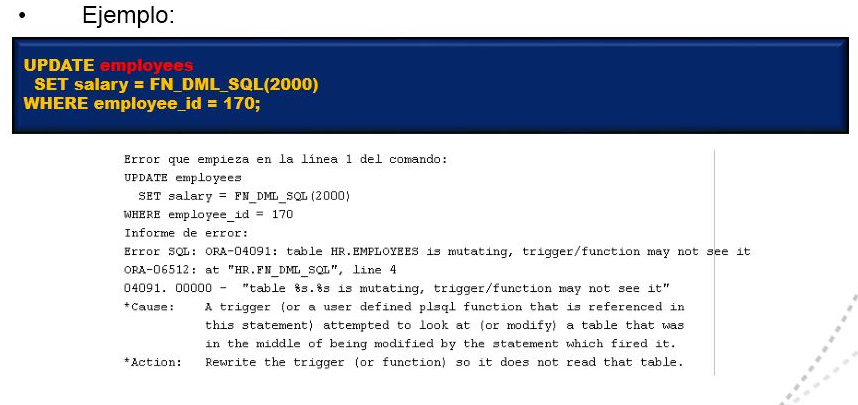 • Ejemplo:
UPDATE employees
SET salary = FN_DML_SQL(2000)
WHERE employee_id = 170;
Error que empieza en la línea 1 del comando:
UPDATE employees
SET salary = FN_DML_SQL(2000)
WHERE employee_id = 170
Informe de error:
Error SQL: ORA-04091: table HR.EMPLOYEES is mutating, trigger/function may not see it
ORA-06512: at "HR.FN_DML_SQL", line 4
04091. 00000 - "table %s.%s is mutating, trigger/function may not see it"
*Cause: A trigger (or a user defined plsql function that is referenced in
this statement) attempted to look at (or modify) a table that was
in the middle of being modified by the statement which fired it.
*Action: Rewrite the trigger (or function) so it does not read that table.